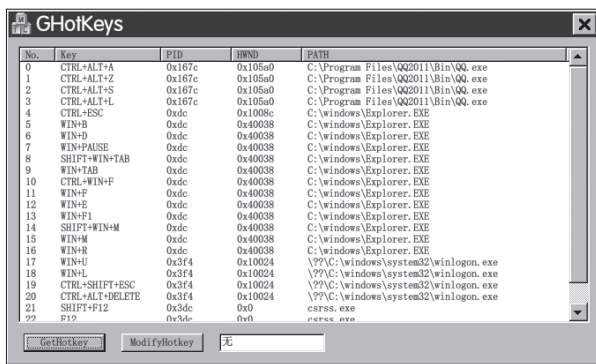 GHotKeys
No. Key PID HWND PATH
0 CTRL+ALT+A 0x167c 0x105a0 C:\Program Files\QQ2011\Bin\QQ.exe
1 CTRL+ALT+Z 0x167c 0x105a0 C:\Program Files\QQ2011\Bin\QQ.exe
2 CTRL+ALT+S 0x167c 0x105a0 C:\Program Files\QQ2011\Bin\QQ.exe
3 CTRL+ALT+L 0x167c 0x105a0 C:\Program Files\QQ2011\Bin\QQ.exe
4 CTRL+ESC 0xdc 0x1008c C:\windows\Explorer.EXE
5 WIN+B 0xdc 0x40038 C:\windows\Explorer.EXE
6 WIN+D 0xdc 0x40038 C:\windows\Explorer.EXE
7 WIN+PAUSE 0xdc 0x40038 C:\windows\Explorer.EXE
8 SHIFT+WIN+TAB 0xdc 0x40038 C:\windows\Explorer.EXE
9 WIN+TAB 0xdc 0x40038 C:\windows\Explorer.EXE
10 CTRL+WIN+F 0xdc 0x40038 C:\windows\Explorer.EXE
11 WIN+F 0xdc 0x40038 C:\windows\Explorer.EXE
12 WIN+E 0xdc 0x40038 C:\windows\Explorer.EXE
13 WIN+F1 0xdc 0x40038 C:\windows\Explorer.EXE
14 SHIFT+WIN+M 0xdc 0x40038 C:\windows\Explorer.EXE
15 WIN+M 0xdc 0x40038 C:\windows\Explorer.EXE
16 WIN+R 0xdc 0x40038 C:\windows\Explorer.EXE
17 WIN+U 0x3f4 0x10024 \??\C:\windows\system32\winlogon.exe
18 WIN+L 0x3f4 0x10024 \??\C:\windows\system32\winlogon.exe
19 CTRL+SHIFT+ESC 0x3f4 0x10024 \??\C:\windows\system32\winlogon.exe
20 CTRL+ALT+DELETE 0x3f4 0x10024 \??\C:\windows\system32\winlogon.exe
21 SHIFT+F12 0x3dc 0x0 csrss.exe
22 F12 0x3dc 0x0 csrss.exe
GetHotkey ModifyHotkey 无